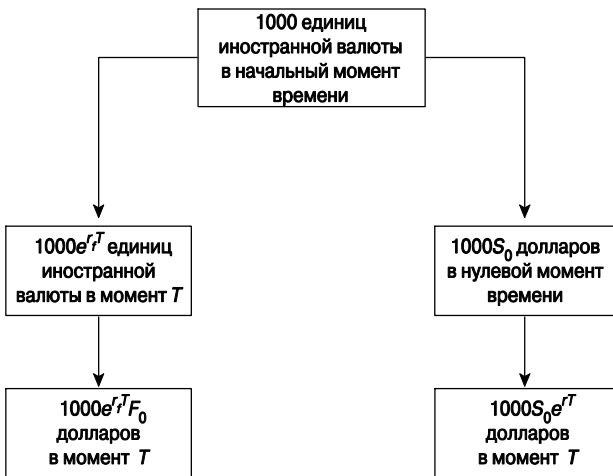 1000 единиц
иностранной валюты
в начальный момент
времени
1000e^{r_f T} единиц
иностранной
валюты в момент T
1000S_0 долларов
в нулевой момент
времени
1000e^{r_f T}F_0
долларов
в момент T
1000S_0e^{rT}
долларов
в момент T